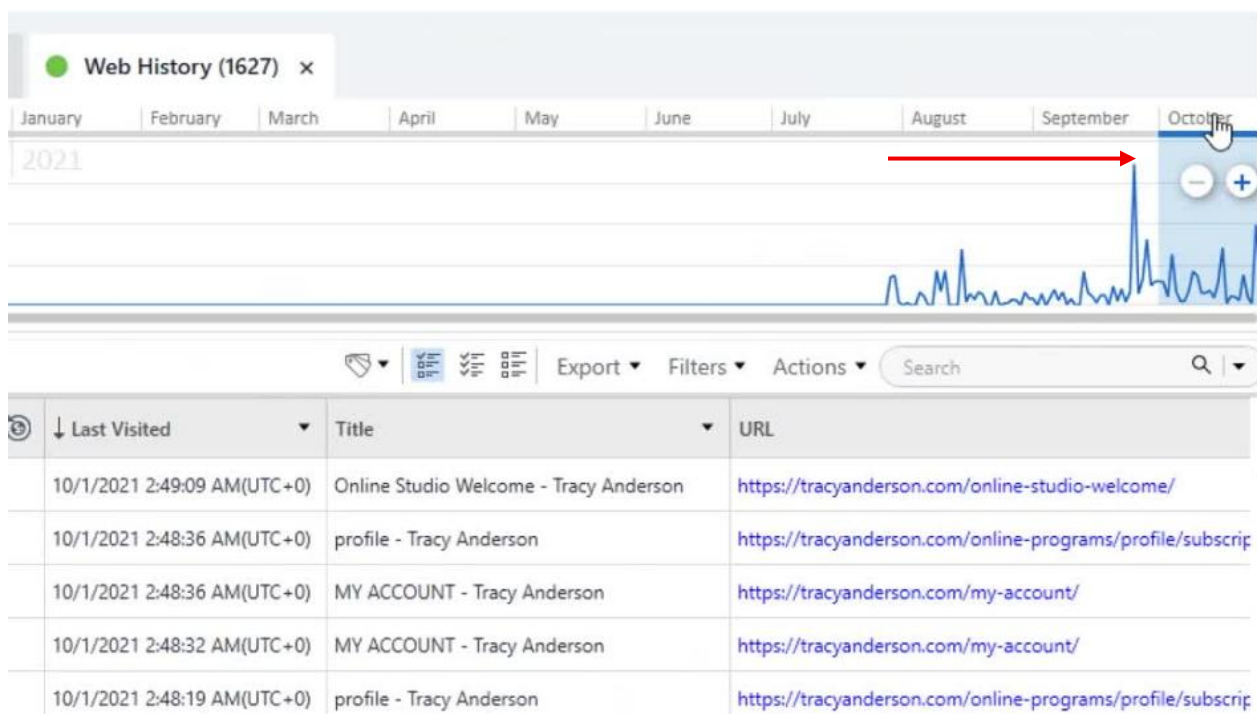 Web History (1627) ×
January February March April May June July August September October
2021
Export Filters Actions Search
Last Visited Title URL
10/1/2021 2:49:09 AM(UTC+0) Online Studio Welcome - Tracy Anderson https://tracyanderson.com/online-studio-welcome/
10/1/2021 2:48:36 AM(UTC+0) profile - Tracy Anderson https://tracyanderson.com/online-programs/profile/subscrip
10/1/2021 2:48:36 AM(UTC+0) MY ACCOUNT - Tracy Anderson https://tracyanderson.com/my-account/
10/1/2021 2:48:32 AM(UTC+0) MY ACCOUNT - Tracy Anderson https://tracyanderson.com/my-account/
10/1/2021 2:48:19 AM(UTC+0) profile - Tracy Anderson https://tracyanderson.com/online-programs/profile/subscrip